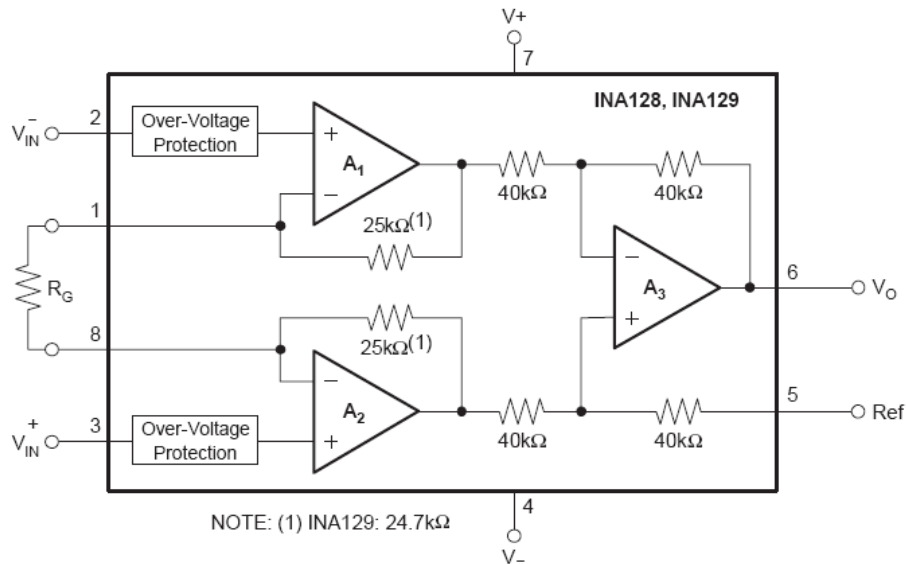 V+
7
INA128, INA129
2
V−IN
Over-Voltage
Protection
+
A1
−
40kΩ
40kΩ
1
25kΩ(1)
RG
−
A3
+
6
VO
8
25kΩ(1)
−
A2
+
5
Ref
3
V+IN
Over-Voltage
Protection
40kΩ
40kΩ
4
V−
NOTE: (1) INA129: 24.7kΩ